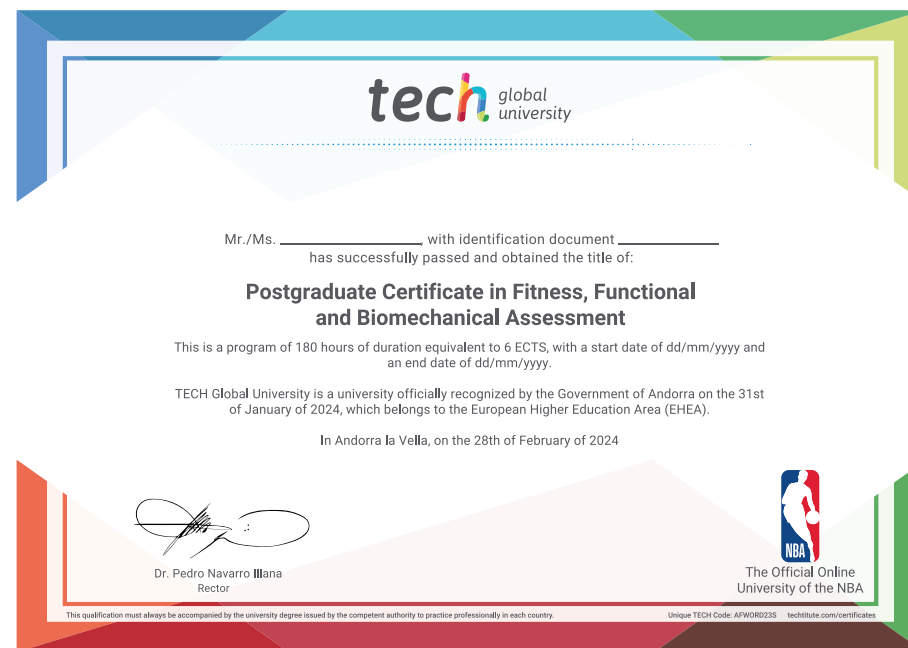 tech global university
Mr./Ms. ____________, with identification document ____________
has successfully passed and obtained the title of:
Postgraduate Certificate in Fitness, Functional
and Biomechanical Assessment
This is a program of 180 hours of duration equivalent to 6 ECTS, with a start date of dd/mm/yyyy and
an end date of dd/mm/yyyy.
TECH Global University is a university officially recognized by the Government of Andorra on the 31st
of January of 2024, which belongs to the European Higher Education Area (EHEA).
In Andorra la Vella, on the 28th of February of 2024
Dr. Pedro Navarro Illana
Rector
NBA
The Official Online
University of the NBA
This qualification must always be accompanied by the university degree issued by the competent authority to practice professionally in each country.
Unique TECH Code: AFWORD23S techtitute.com/certificates